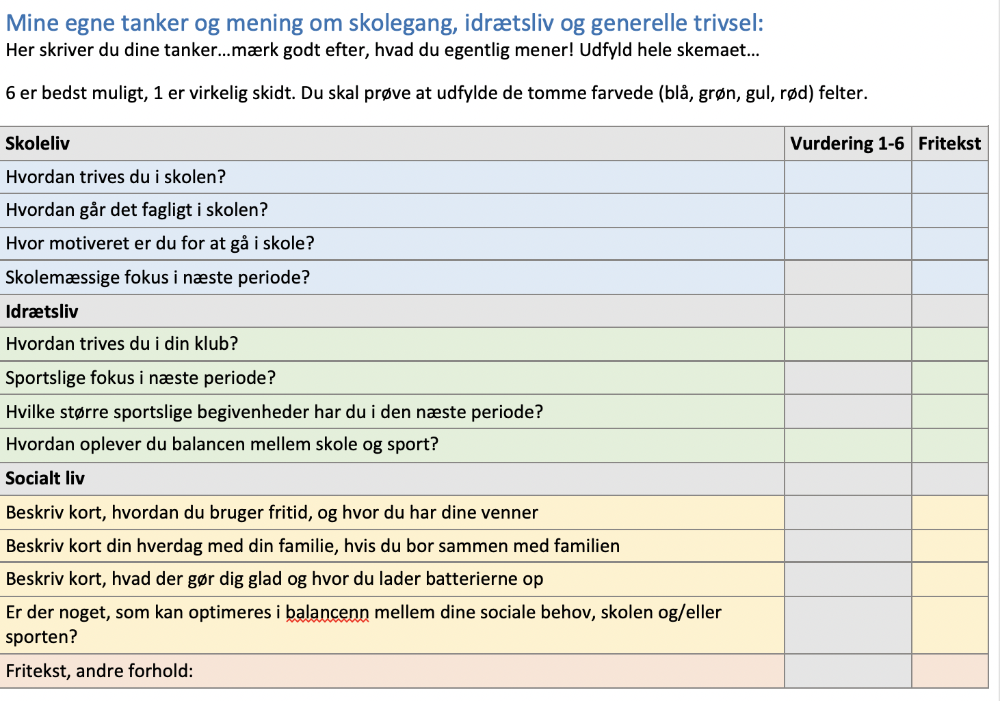 Mine egne tanker og mening om skolegang, idrætsliv og generelle trivsel:
Her skriver du dine tanker...mærk godt efter, hvad du egentlig mener! Udfyld hele skemaet...
6 er bedst muligt, 1 er virkelig skidt. Du skal prøve at udfylde de tomme farvede (blå, grøn, gul, rød) felter.
Skoleliv Vurdering 1-6 Fritekst
Hvordan trives du i skolen?
Hvordan går det fagligt i skolen?
Hvor motiveret er du for at gå i skole?
Skolemæssige fokus i næste periode?
Idrætsliv
Hvordan trives du i din klub?
Sportslige fokus i næste periode?
Hvilke større sportslige begivenheder har du i den næste periode?
Hvordan oplever du balancen mellem skole og sport?
Socialt liv
Beskriv kort, hvordan du bruger fritid, og hvor du har dine venner
Beskriv kort din hverdag med din familie, hvis du bor sammen med familien
Beskriv kort, hvad der gør dig glad og hvor du lader batterierne op
Er der noget, som kan optimeres i balancenn mellem dine sociale behov, skolen og/eller
sporten?
Fritekst, andre forhold: